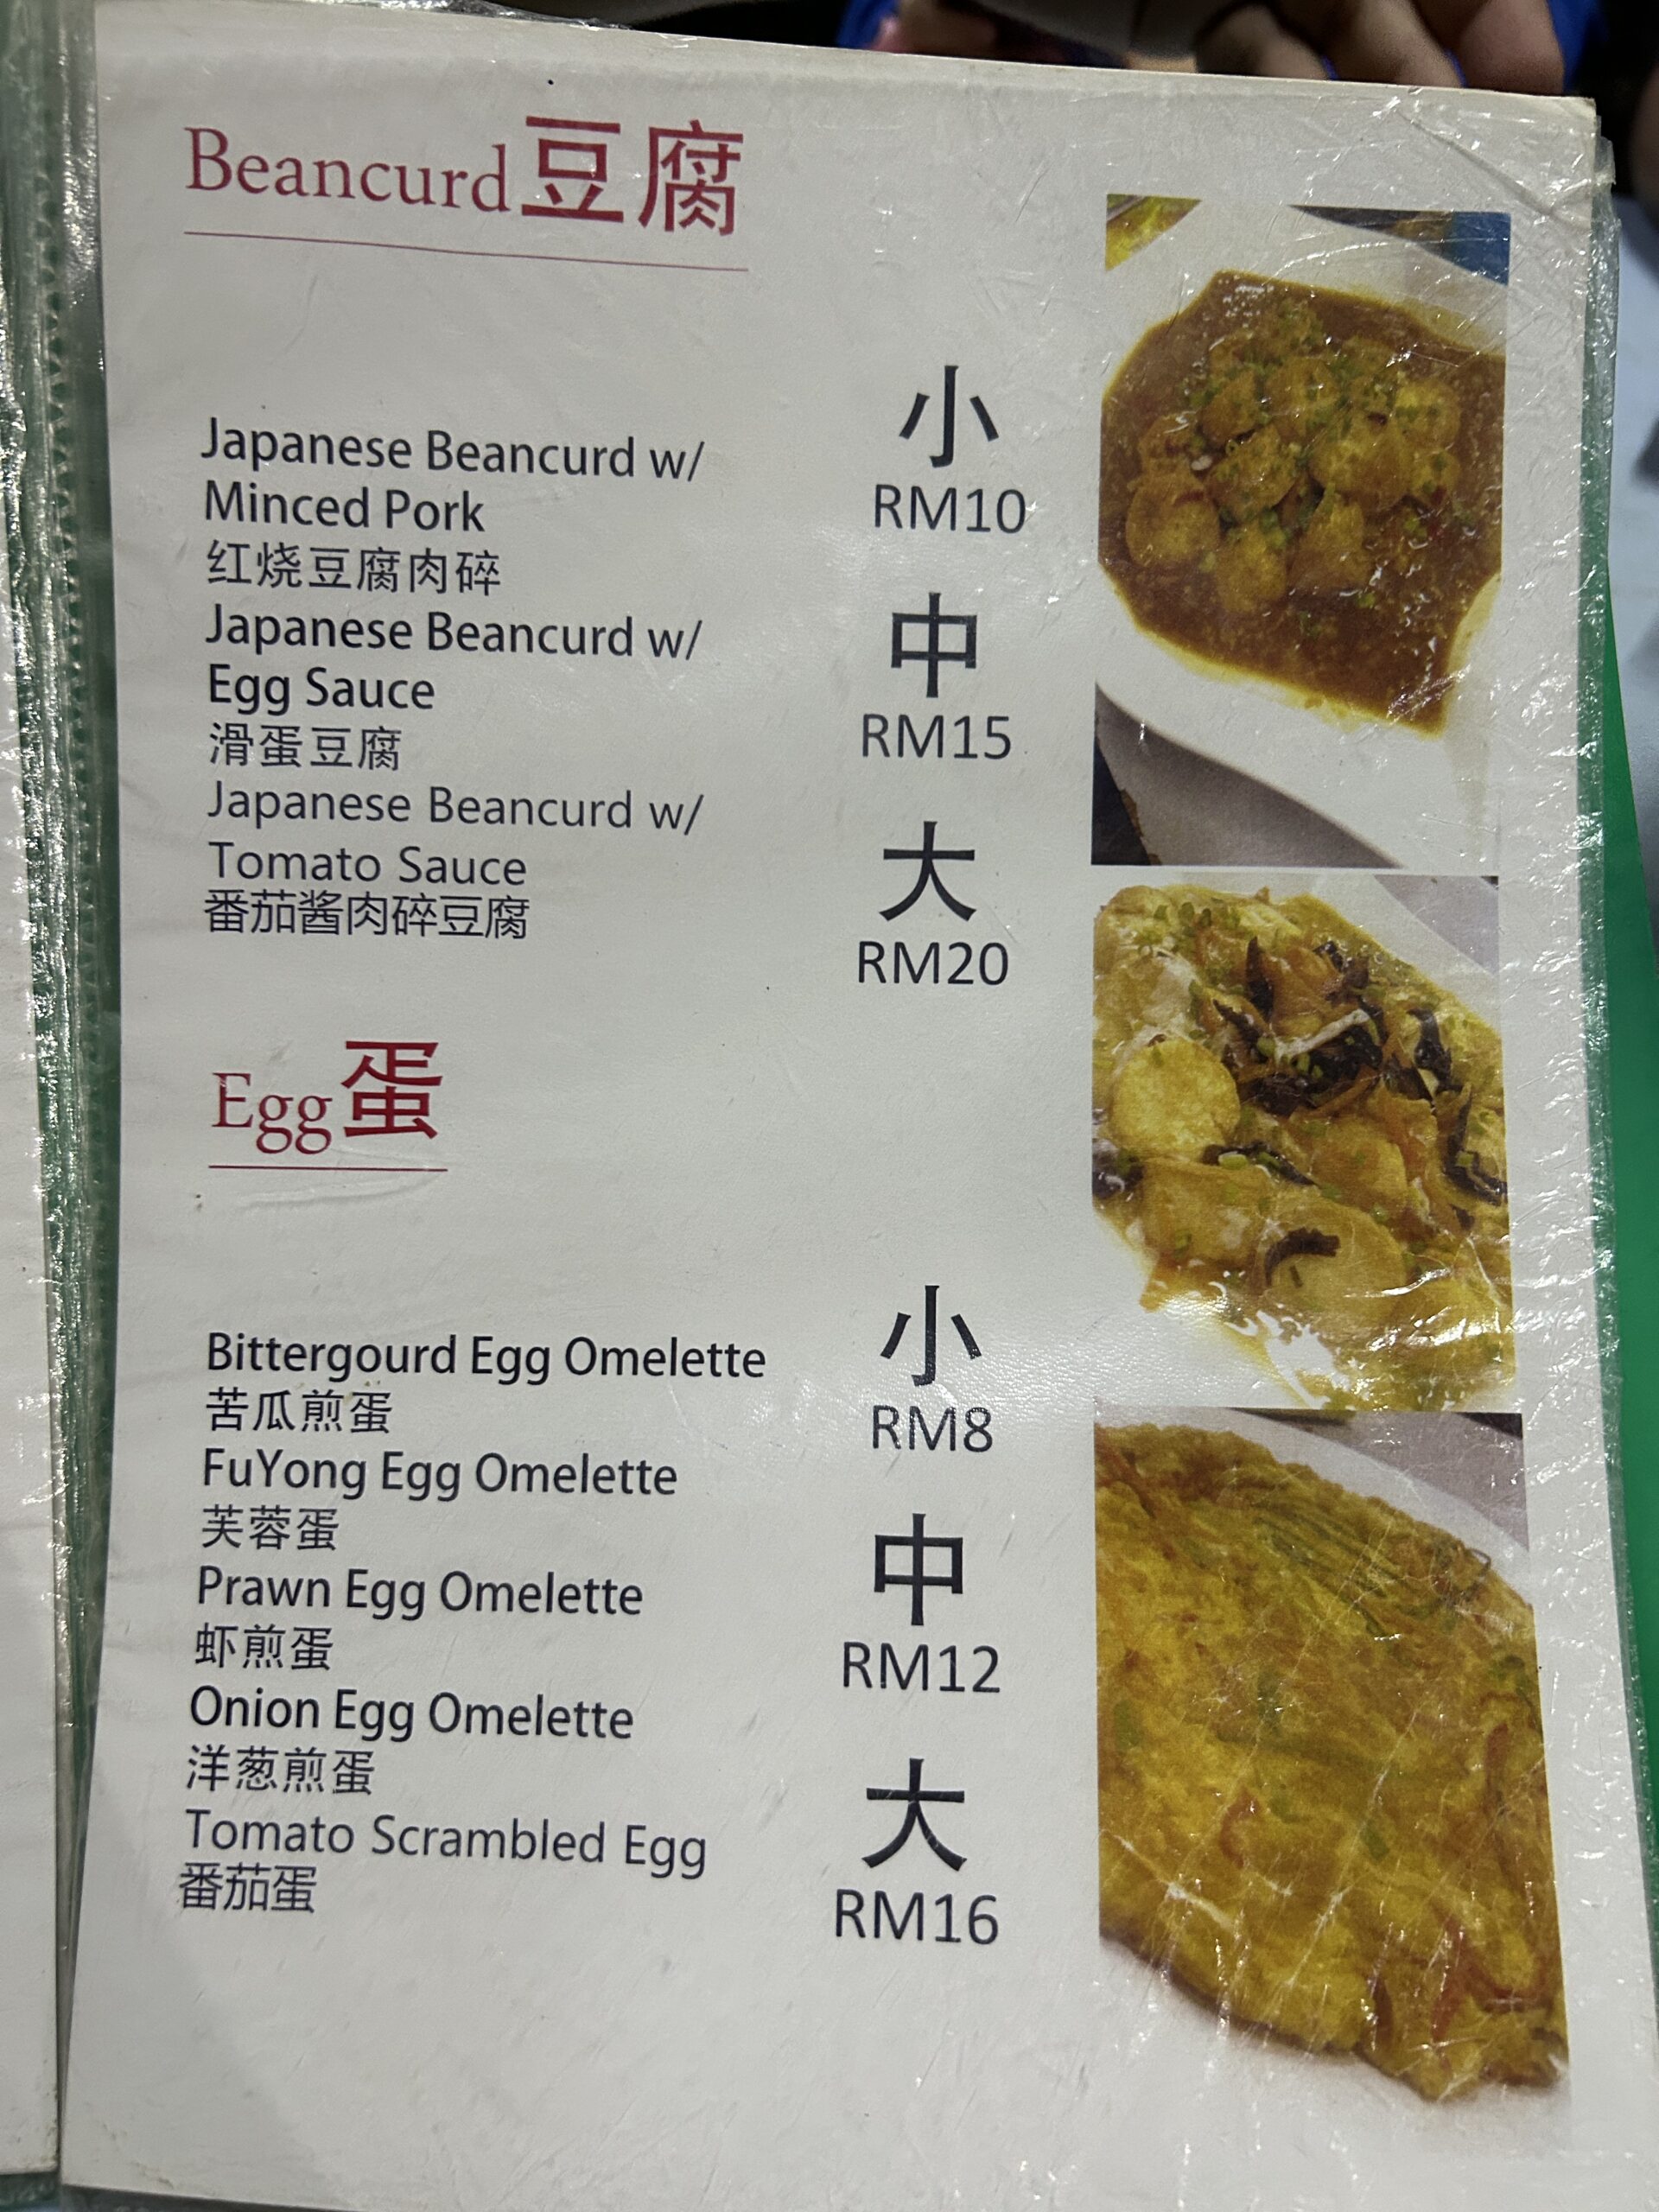 Beancurd豆腐
Japanese Beancurd w/
Minced Pork
红烧豆腐肉碎
Japanese Beancurd w/
Egg Sauce
滑蛋豆腐
Japanese Beancurd w/
Tomato Sauce
番茄酱肉碎豆腐
小
RM10
中
RM15
大
RM20
Egg蛋
Bittergourd Egg Omelette
苦瓜煎蛋
FuYong Egg Omelette
芙蓉蛋
Prawn Egg Omelette
虾煎蛋
Onion Egg Omelette
洋葱煎蛋
Tomato Scrambled Egg
番茄蛋
小
RM8
中
RM12
大
RM16